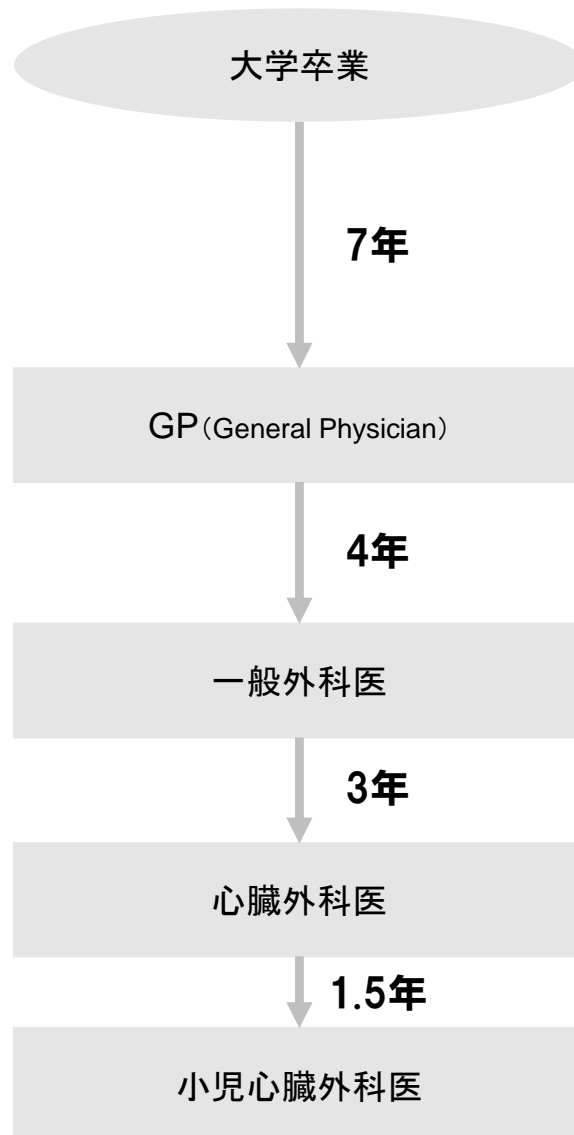 大学卒業
7年
GP（General Physician）
4年
一般外科医
3年
心臓外科医
1.5年
小児心臓外科医